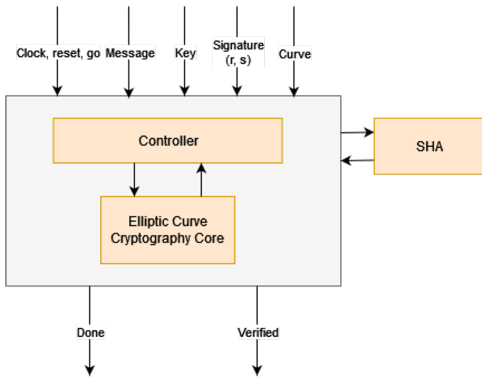 Clock, reset, go
Message
Key
Signature
(r, s)
Curve
Controller
SHA
Elliptic Curve
Cryptography Core
Done
Verified